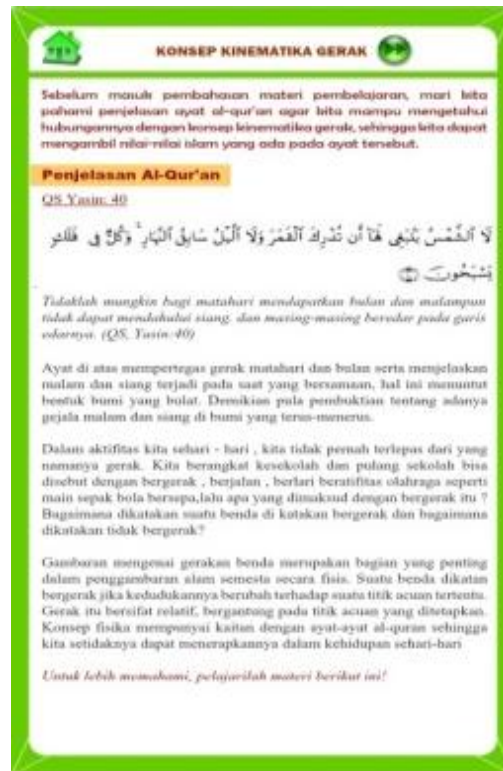 KONSEP KINEMATIKA GERAK
Sebelum masuk pembahasan materi pembelajaran, mari kita
pahami penjelasan ayat al-qur'an agar kita mampu mengetahui
hubungannya dengan konsep kinematika gerak, sehingga kita dapat
mengambil nilai-nilai islam yang ada pada ayat tersebut.
Penjelasan Al-Qur'an
QS Yasin: 40
لَا ٱلشَّمْسُ يَنۢبَغِى لَهَآ أَن تُدْرِكَ ٱلْقَمَرَ وَلَا ٱلَّيْلُ سَابِقُ ٱلنَّهَارِ ۚ وَكُلٌّ فِى فَلَكٍ
يَسْبَحُونَ ۝
Tidaklah mungkin bagi matahari mendapatkan bulan dan malampun
tidak dapat mendahului siang. dan masing-masing beredar pada garis
edarnya. (QS, Yasin:40)
Ayat di atas mempertegas gerak matahari dan bulan serta menjelaskan
malam dan siang terjadi pada saat yang bersamaan, hal ini menuntut
bentuk bumi yang bulat. Demikian pula pembuktian tentang adanya
gejala malam dan siang di bumi yang terus-menerus.
Dalam aktifitas kita sehari - hari , kita tidak pernah terlepas dari yang
namanya gerak. Kita berangkat kesekolah dan pulang sekolah bisa
disebut dengan bergerak , berjalan , berlari beratifitas olahraga seperti
main sepak bola bersepa,lalu apa yang dimaksud dengan bergerak itu ?
Bagaimana dikatakan suatu benda di katakan bergerak dan bagaimana
dikatakan tidak bergerak?
Gambaran mengenai gerakan benda merupakan bagian yang penting
dalam penggambaran alam semesta secara fisis. Suatu benda dikatan
bergerak jika kedudukannya berubah terhadap suatu titik acuan tertentu.
Gerak itu bersifat relatif, bergantung pada titik acuan yang ditetapkan.
Konsep fisika mempunyai kaitan dengan ayat-ayat al-quran sehingga
kita setidaknya dapat menerapkannya dalam kehidupan sehari-hari
Untuk lebih memahami, pelajarilah materi berikut ini!